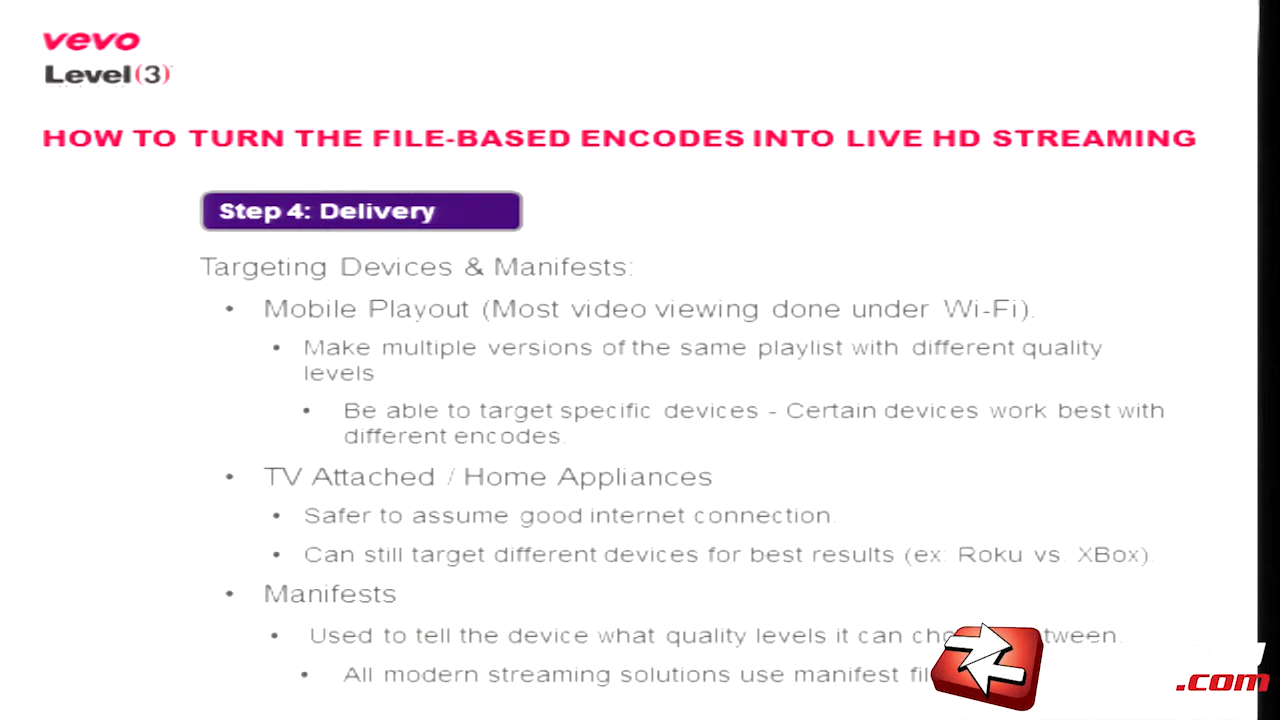 vevo
Level(3)
HOW TO TURN THE FILE-BASED ENCODES INTO LIVE HD STREAMING
Step 4: Delivery
Targeting Devices & Manifests:
• Mobile Playout (Most video viewing done under Wi-Fi).
• Make multiple versions of the same playlist with different quality
levels
• Be able to target specific devices - Certain devices work best with
different encodes.
• TV Attached / Home Appliances
• Safer to assume good internet connection.
• Can still target different devices for best results (ex: Roku vs. XBox).
• Manifests
• Used to tell the device what quality levels it can
• All modern streaming solutions use manifest
.com